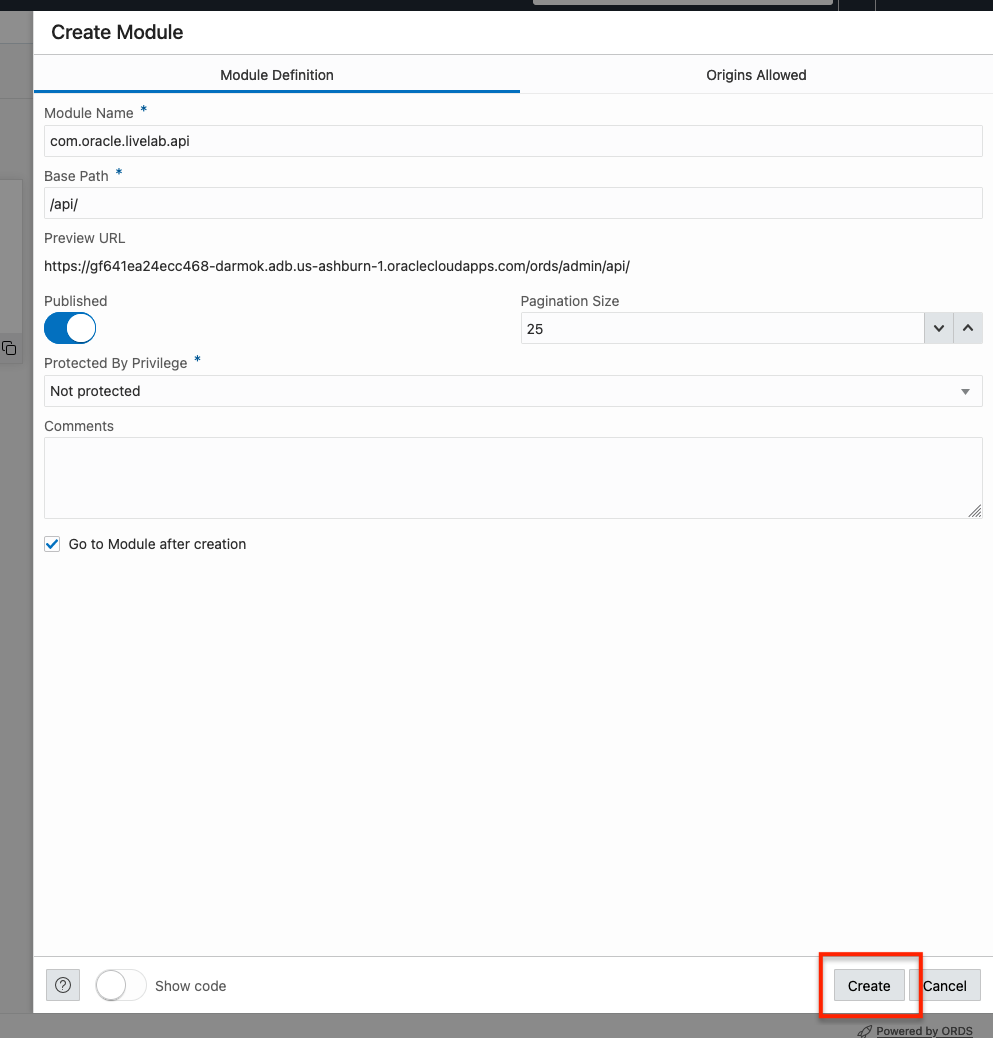 Create Module
Module Definition
Origins Allowed
Module Name *
com.oracle.livelab.api
Base Path *
/api/
Preview URL
https://gf641ea24ecc468-darmok.adb.us-ashburn-1.oraclecloudapps.com/ords/admin/api/
Published
Pagination Size
25
Protected By Privilege *
Not protected
Comments
Go to Module after creation
? Show code
Create Cancel
Powered by ORDS